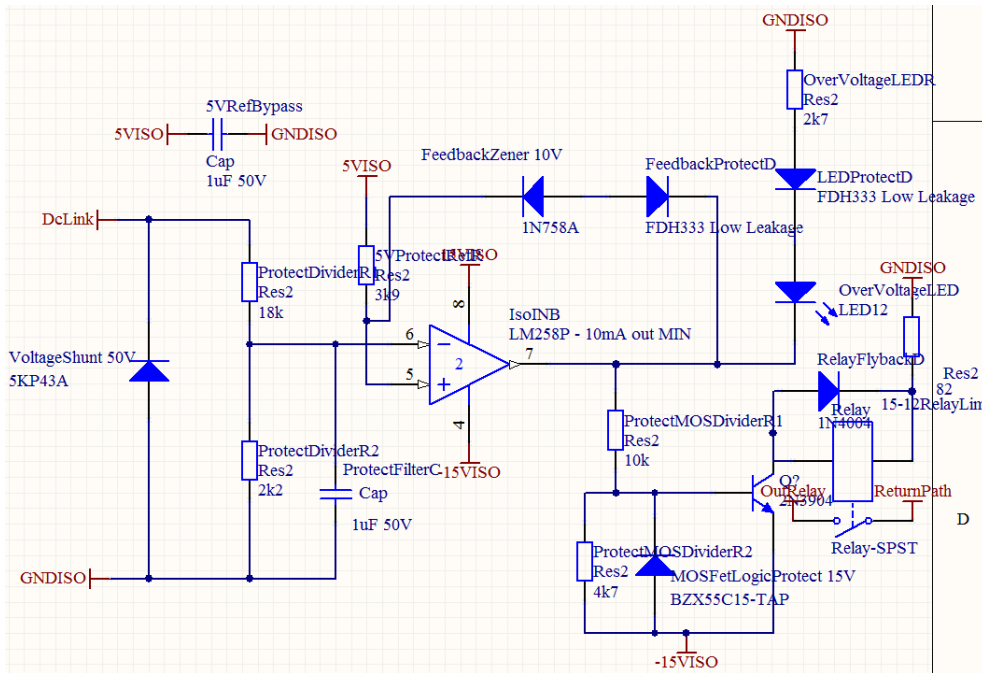 GNDISO
OverVoltageLEDR
Res2
2k7
5VRefBypass
5VISO
GNDISO
Cap
1uF 50V
FeedbackZener 10V
1N758A
FeedbackProtectD
FDH333 Low Leakage
LEDProtectD
FDH333 Low Leakage
5VISO
DcLink
ProtectDividerR1
Res2
18k
Res2
3k9
15VISO
8
GNDISO
OverVoltageLED
LED12
IsoINB
LM258P - 10mA out MIN
6
2
7
5
4
-15VISO
VoltageShunt 50V
5KP43A
RelayFlybackD
1N4004
Res2
82
15-12RelayLim
Relay
ProtectMOSDividerR1
Res2
10k
ProtectDividerR2
Res2
2k2
ProtectFilterC
Cap
1uF 50V
Q?
2N3904
OutRelay
ReturnPath
Relay-SPST
D
ProtectMOSDividerR2
Res2
4k7
MOSFetLogicProtect 15V
BZX55C15-TAP
GNDISO
-15VISO